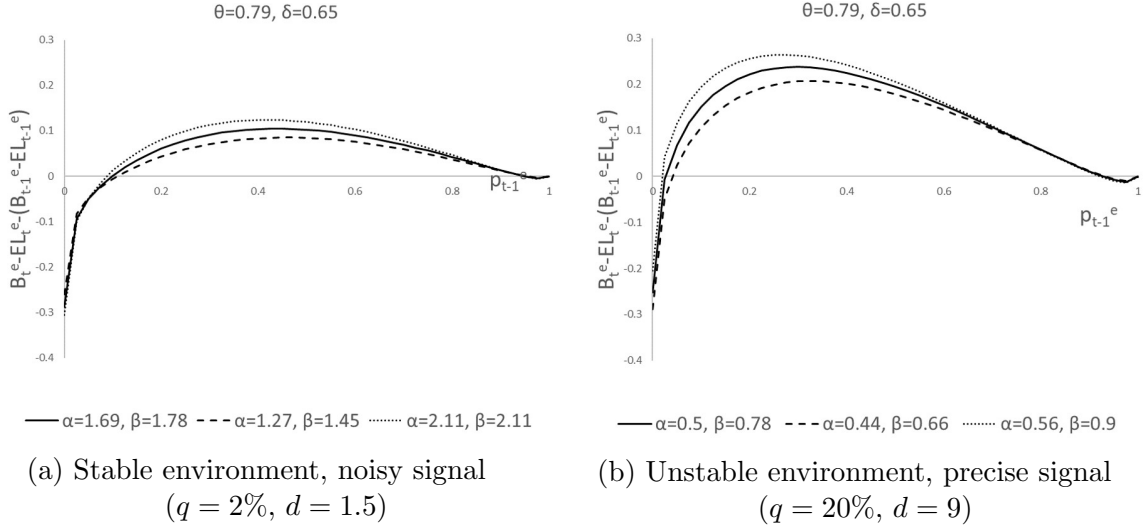 θ=0.79, δ=0.65
B_t^e-EL_t^e-(B_{t-1}^e-EL_{t-1}^e)
0.3
0.2
0.1
0
-0.1
-0.2
-0.3
-0.4
0 0.2 0.4 0.6 0.8 1
p_{t-1}^e
α=1.69, β=1.78 α=1.27, β=1.45 α=2.11, β=2.11
(a) Stable environment, noisy signal
(q = 2%, d = 1.5)
θ=0.79, δ=0.65
B_t^e-EL_t^e-(B_{t-1}^e-EL_{t-1}^e)
0.3
0.2
0.1
0
-0.1
-0.2
-0.3
-0.4
0 0.2 0.4 0.6 0.8 1
p_{t-1}^e
α=0.5, β=0.78 α=0.44, β=0.66 α=0.56, β=0.9
(b) Unstable environment, precise signal
(q = 20%, d = 9)